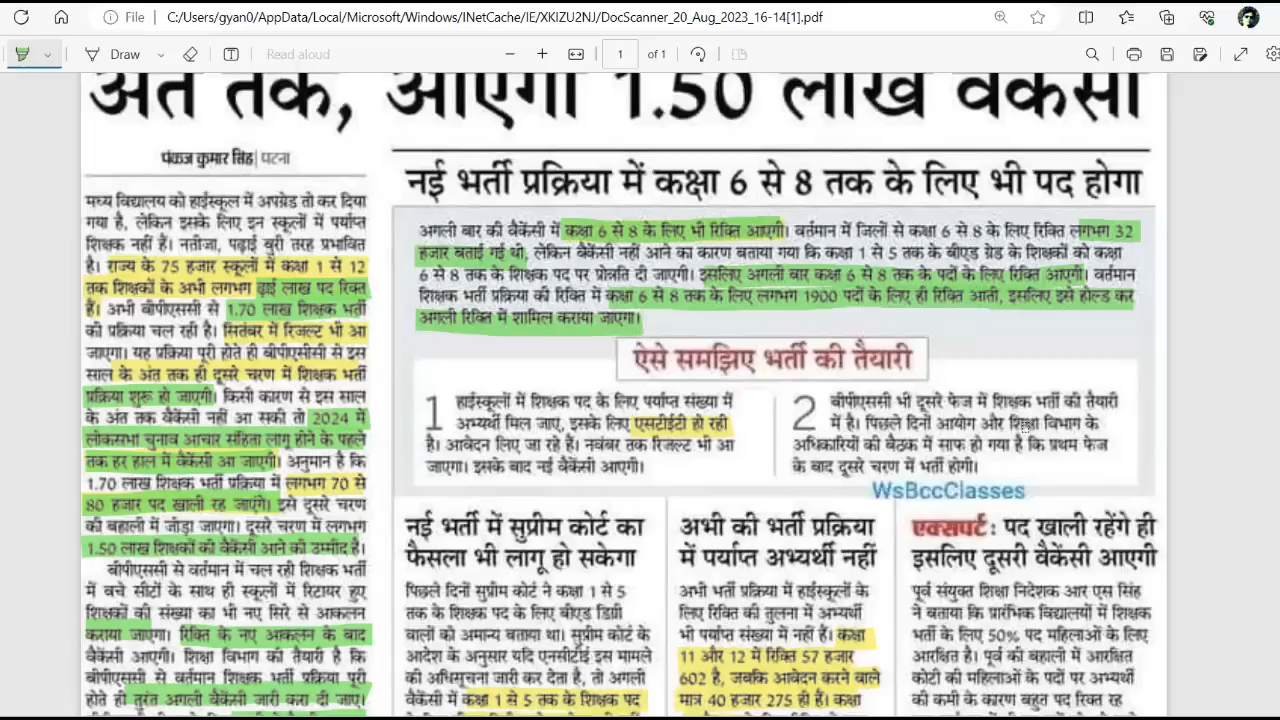 File
C:/Users/gyan0/AppData/Local/Microsoft/Windows/INetCache/IE/X8ZU2NJ/DocScanner_20_Aug_2023_16-14[1].pdf
Draw
Read aloud
1 of 1
अंत तक, आएगी 1.50 लाख वैकेंसी
पंकज कुमार सिंह| पटना
मध्य विद्यालय को हाईस्कूल में अपग्रेड तो कर दिया
गया है, लेकिन इसके लिए इन स्कूलों में पर्याप्त
शिक्षक नहीं हैं। नतीजा, पढ़ाई बुरी तरह प्रभावित
है। राज्य के 75 हजार स्कूलों में कक्षा 1 से 12
तक शिक्षकों के अभी लगभग ढ़ाई लाख पद रिक्त
हैं। अभी बीपीएससी से 1.70 लाख शिक्षक भर्ती
की प्रक्रिया चल रही है। सितंबर में रिजल्ट भी आ
जाएगा। यह प्रक्रिया पूरी होते ही बीपीएससी से इस
साल के अंत तक ही दूसरे चरण में शिक्षक भर्ती
प्रक्रिया शुरू हो जाएगी। किसी कारण से इस साल
के अंत तक वैकेंसी नहीं आ सकी तो 2024 में
लोकसभा चुनाव आचार संहिता लागू होने के पहले
तक हर हाल में वैकेंसी आ जाएगी। अनुमान है कि
1.70 लाख शिक्षक भर्ती प्रक्रिया में लगभग 70 से
80 हजार पद खाली रह जाएंगे। इसे दूसरे चरण
की बहाली में जोड़ा जाएगा। दूसरे चरण में लगभग
1.50 लाख शिक्षकों की वैकेंसी आने की उम्मीद है।
बीपीएससी से वर्तमान में चल रही शिक्षक भर्ती
में बचे सीटों के साथ ही स्कूलों में रिटायर हुए
शिक्षकों की संख्या का भी नए सिरे से आकलन
कराया जाएगा। रिक्ति के नए आकलन के बाद
वैकेंसी आएगी। शिक्षा विभाग की तैयारी है कि
बीपीएससी से वर्तमान शिक्षक भर्ती प्रक्रिया पूरी
होते ही तुरंत अगली वैकेंसी जारी करा दी जाए।
नई भर्ती प्रक्रिया में कक्षा 6 से 8 तक के लिए भी पद होगा
अगली बार की वैकेंसी में कक्षा 6 से 8 के लिए भी रिक्ति आएगी। वर्तमान में जिलों से कक्षा 6 से 8 के लिए रिक्ति लगभग 32
हजार बताई गई थी, लेकिन वैकेंसी नहीं आने का कारण बताया गया कि कक्षा 1 से 5 तक के बीएड ग्रेड के शिक्षकों को कक्षा
6 से 8 तक के शिक्षक पद पर प्रोन्नति दी जाएगी। इसलिए अगली बार कक्षा 6 से 8 तक के पदों के लिए रिक्ति आएगी। वर्तमान
शिक्षक भर्ती प्रक्रिया की रिक्ति में कक्षा 6 से 8 तक के लिए लगभग 1900 पदों के लिए ही रिक्ति आती, इसलिए इसे होल्ड कर
अगली रिक्ति में शामिल कराया जाएगा।
ऐसे समझिए भर्ती की तैयारी
1 हाईस्कूलों में शिक्षक पद के लिए पर्याप्त संख्या में
अभ्यर्थी मिल जाए, इसके लिए एसटीईटी हो रही
है। आवेदन लिए जा रहे हैं। नवंबर तक रिजल्ट भी आ
जाएगा। इसके बाद नई वैकेंसी आएगी।
2 बीपीएससी भी दूसरे फेज में शिक्षक भर्ती की तैयारी
में है। पिछले दिनों आयोग और शिक्षा विभाग के
अधिकारियों की बैठक में साफ हो गया है कि प्रथम फेज
के बाद दूसरे चरण में भर्ती होगी।
WsBccClasses
नई भर्ती में सुप्रीम कोर्ट का
फैसला भी लागू हो सकेगा
पिछले दिनों सुप्रीम कोर्ट ने कक्षा 1 से 5
तक के शिक्षक पद के लिए बीएड डिग्री
वालों को अमान्य बताया था। सुप्रीम कोर्ट के
आदेश के अनुसार यदि एनसीटीई इस मामले
की अधिसूचना जारी कर देता है, तो अगली
वैकेंसी में कक्षा 1 से 5 तक के शिक्षक पद
अभी की भर्ती प्रक्रिया
में पर्याप्त अभ्यर्थी नहीं
अभी भर्ती प्रक्रिया में हाईस्कूलों के
लिए रिक्ति की तुलना में अभ्यर्थी
भी पर्याप्त संख्या में नहीं हैं। कक्षा
11 और 12 में रिक्ति 57 हजार
602 है, जबकि आवेदन करने वाले
मात्र 40 हजार 275 ही हैं। कक्षा
एक्सपर्ट: पद खाली रहेंगे ही
इसलिए दूसरी वैकेंसी आएगी
पूर्व संयुक्त शिक्षा निदेशक आर एस सिंह
ने बताया कि प्रारंभिक विद्यालयों में शिक्षक
भर्ती के लिए 50% पद महिलाओं के लिए
आरक्षित है। पूर्व की बहाली में आरक्षित
कोटी की महिलाओं के पदों पर अभ्यर्थी
की कमी के कारण बहुत पद रिक्त रह